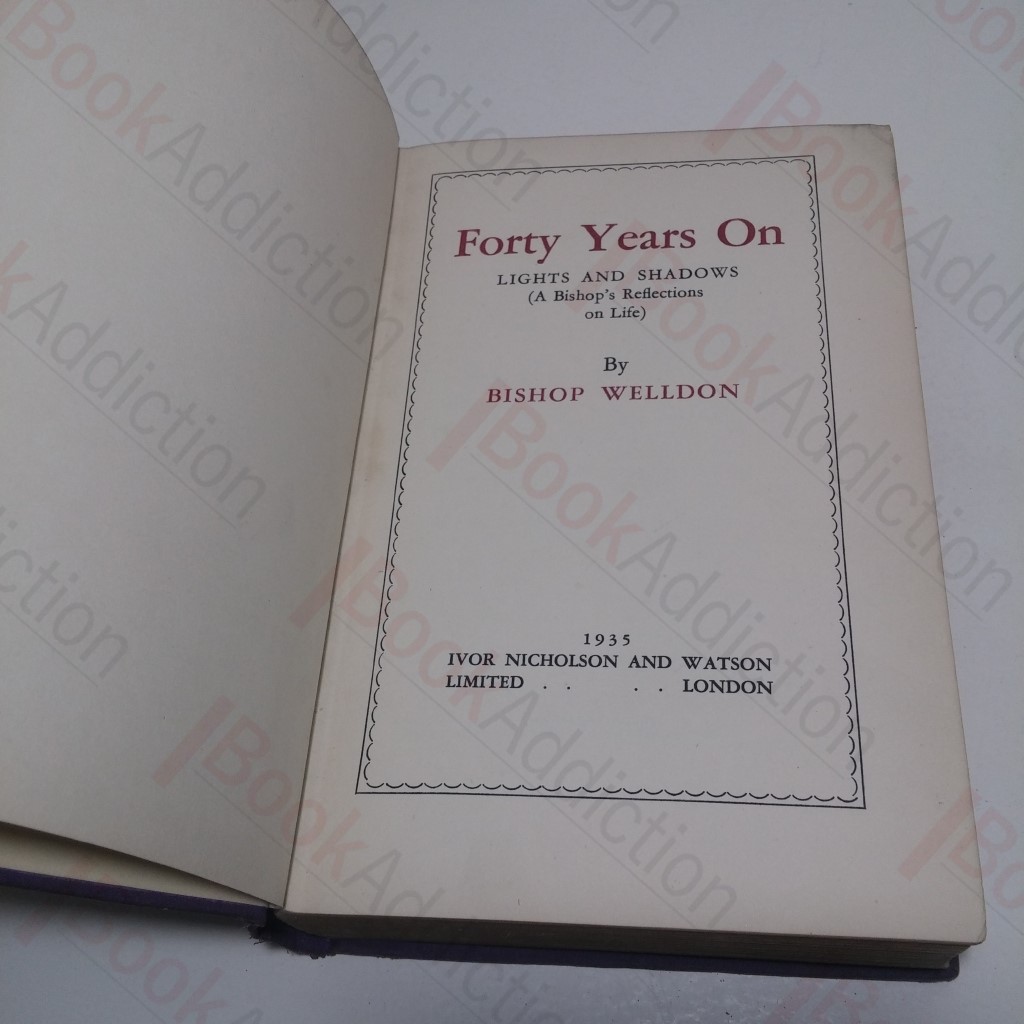 Forty Years On
LIGHTS AND SHADOWS
(A Bishop's Reflections
on Life)
By
BISHOP WELLDON
1935
IVOR NICHOLSON AND WATSON
LIMITED . . . . LONDON
BookAddiction